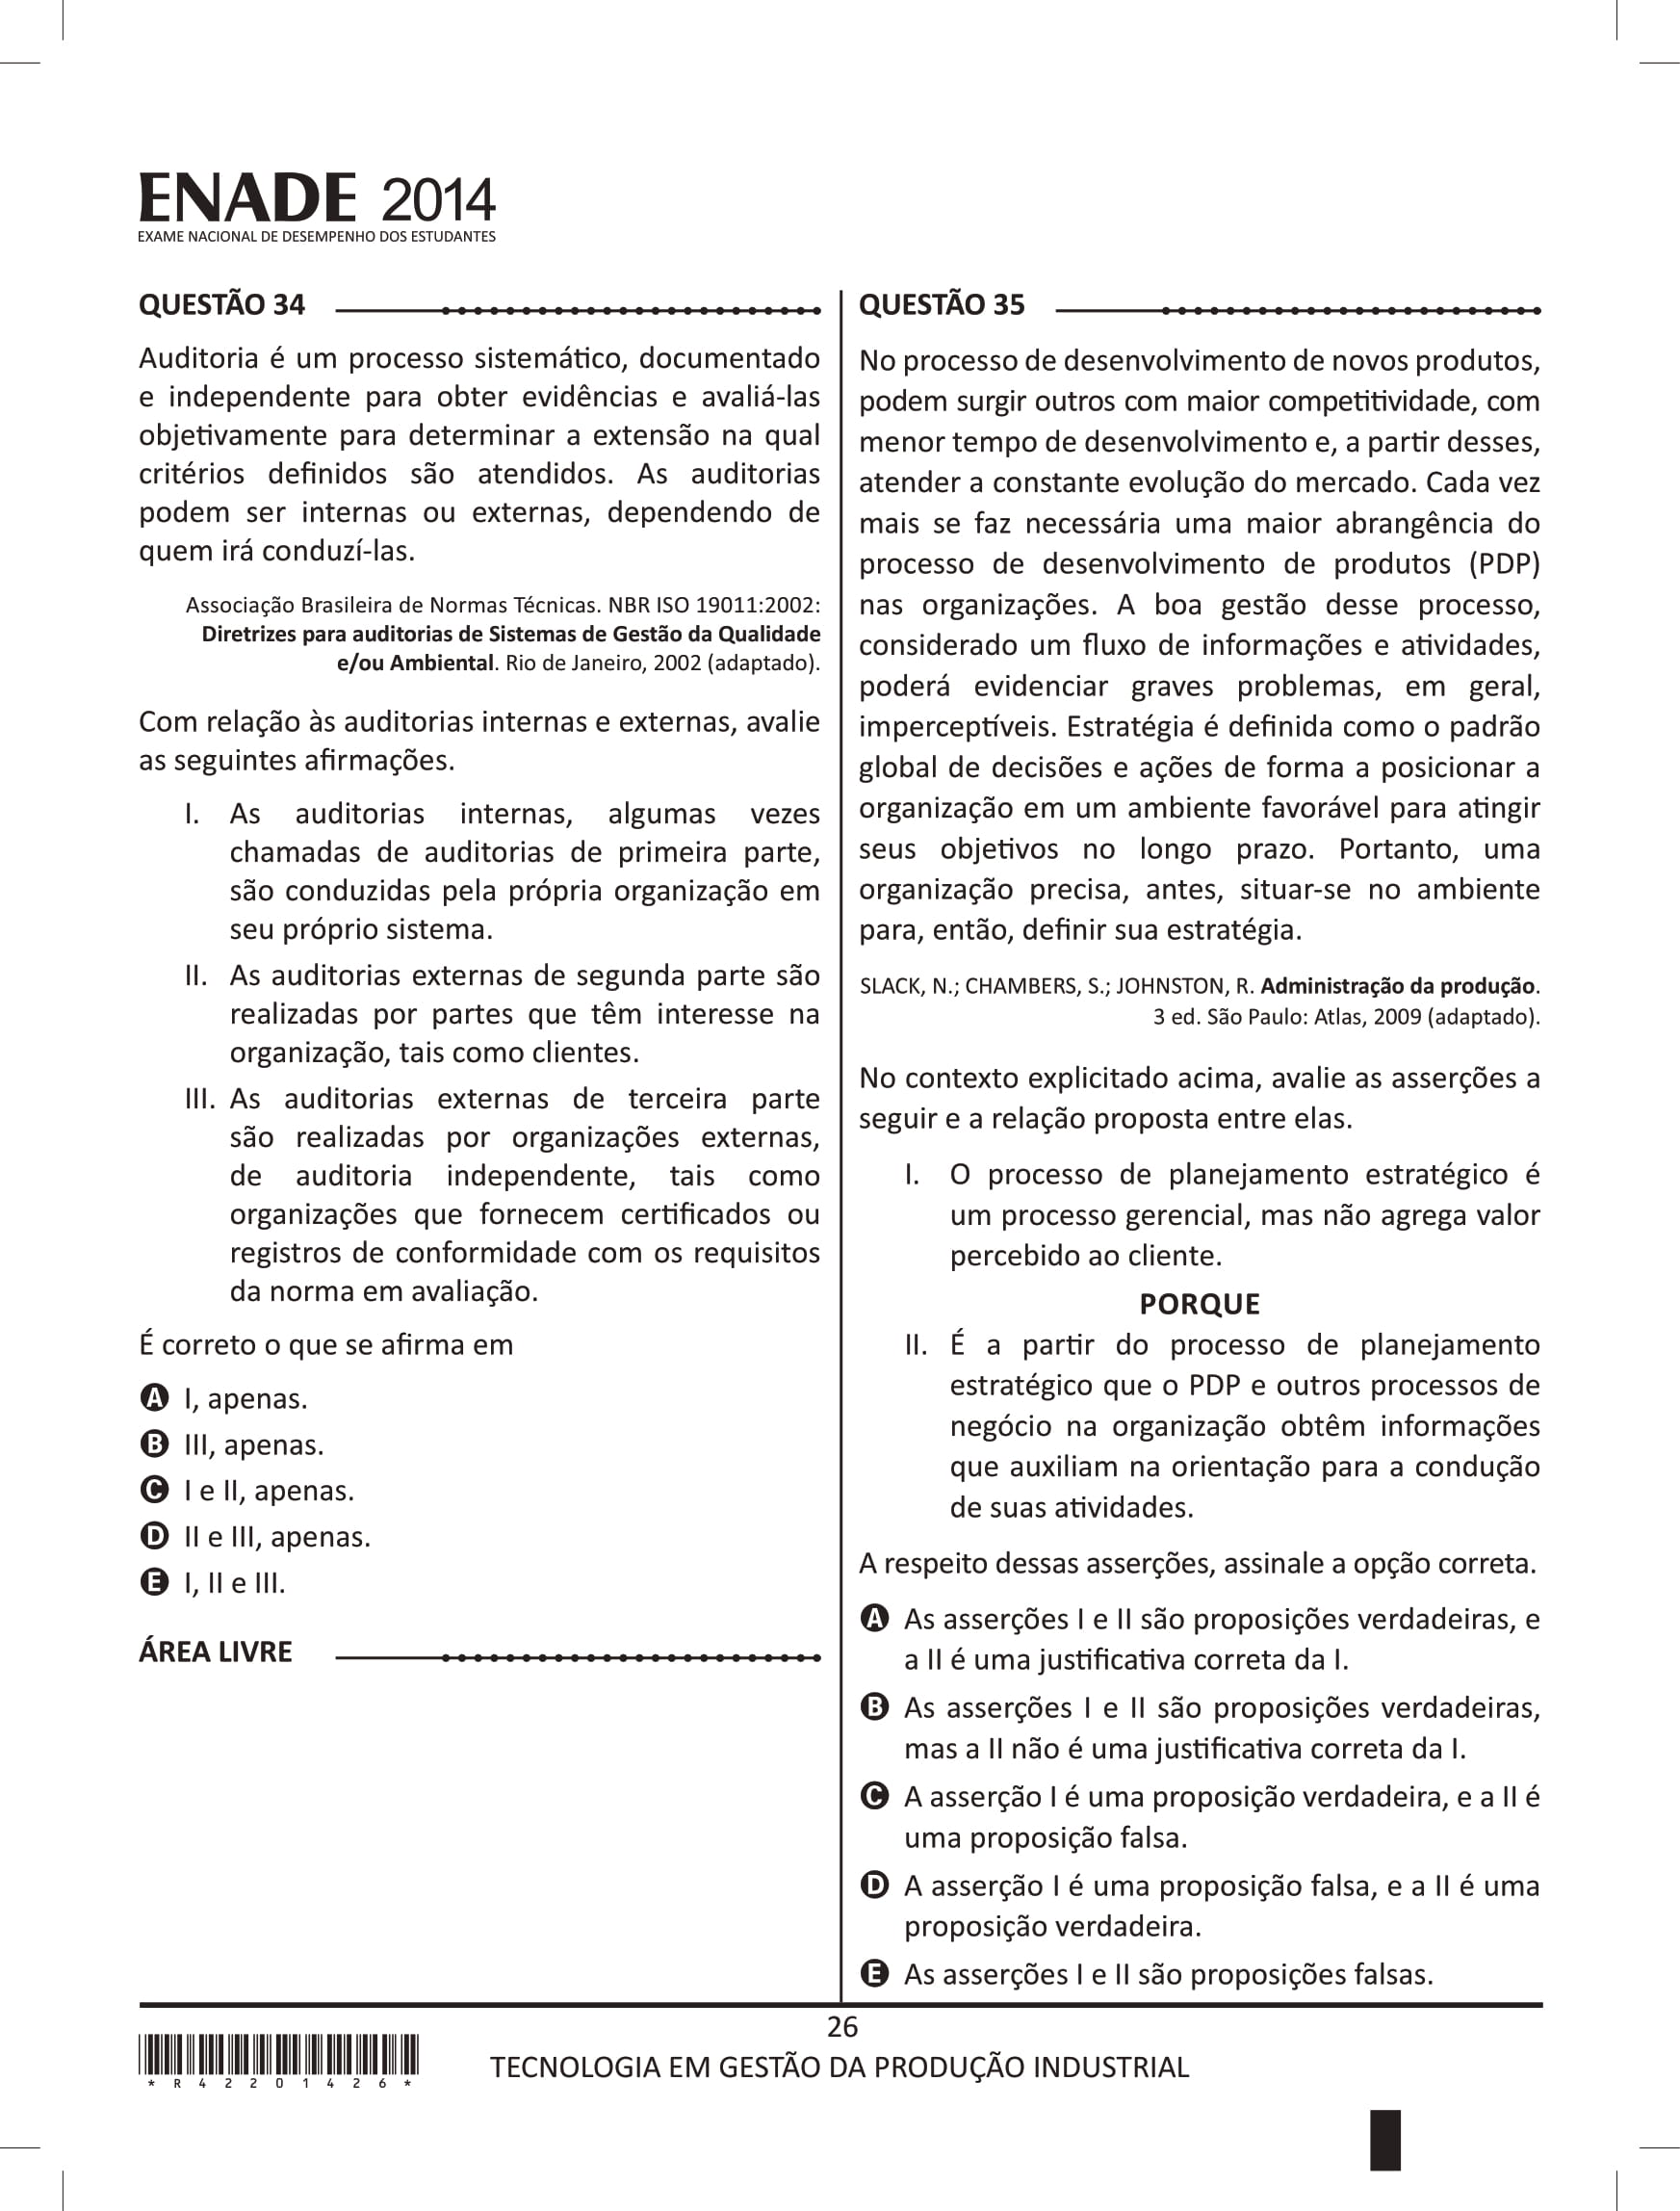 ENADE 2014
EXAME NACIONAL DE DESEMPENHO DOS ESTUDANTES
QUESTÃO 34
Auditoria é um processo sistemático, documentado
e independente para obter evidências e avaliá-las
objetivamente para determinar a extensão na qual
critérios definidos são atendidos. As auditorias
podem ser internas ou externas, dependendo de
quem irá conduzí-las.
Associação Brasileira de Normas Técnicas. NBR ISO 19011:2002:
Diretrizes para auditorias de Sistemas de Gestão da Qualidade
e/ou Ambiental. Rio de Janeiro, 2002 (adaptado).
Com relação às auditorias internas e externas, avalie
as seguintes afirmações.
I. As auditorias internas, algumas vezes
chamadas de auditorias de primeira parte,
são conduzidas pela própria organização em
seu próprio sistema.
II. As auditorias externas de segunda parte são
realizadas por partes que têm interesse na
organização, tais como clientes.
III. As auditorias externas de terceira parte
são realizadas por organizações externas,
de auditoria independente, tais como
organizações que fornecem certificados ou
registros de conformidade com os requisitos
da norma em avaliação.
É correto o que se afirma em
A I, apenas.
B III, apenas.
C I e II, apenas.
D II e III, apenas.
E I, II e III.
ÁREA LIVRE
QUESTÃO 35
No processo de desenvolvimento de novos produtos,
podem surgir outros com maior competitividade, com
menor tempo de desenvolvimento e, a partir desses,
atender a constante evolução do mercado. Cada vez
mais se faz necessária uma maior abrangência do
processo de desenvolvimento de produtos (PDP)
nas organizações. A boa gestão desse processo,
considerado um fluxo de informações e atividades,
poderá evidenciar graves problemas, em geral,
imperceptíveis. Estratégia é definida como o padrão
global de decisões e ações de forma a posicionar a
organização em um ambiente favorável para atingir
seus objetivos no longo prazo. Portanto, uma
organização precisa, antes, situar-se no ambiente
para, então, definir sua estratégia.
SLACK, N.; CHAMBERS, S.; JOHNSTON, R. Administração da produção.
3 ed. São Paulo: Atlas, 2009 (adaptado).
No contexto explicitado acima, avalie as asserções a
seguir e a relação proposta entre elas.
I. O processo de planejamento estratégico é
um processo gerencial, mas não agrega valor
percebido ao cliente.
PORQUE
II. É a partir do processo de planejamento
estratégico que o PDP e outros processos de
negócio na organização obtêm informações
que auxiliam na orientação para a condução
de suas atividades.
A respeito dessas asserções, assinale a opção correta.
A As asserções I e II são proposições verdadeiras, e
a II é uma justificativa correta da I.
B As asserções I e II são proposições verdadeiras,
mas a II não é uma justificativa correta da I.
C A asserção I é uma proposição verdadeira, e a II é
uma proposição falsa.
D A asserção I é uma proposição falsa, e a II é uma
proposição verdadeira.
E As asserções I e II são proposições falsas.
26
TECNOLOGIA EM GESTÃO DA PRODUÇÃO INDUSTRIAL
*R42201426*